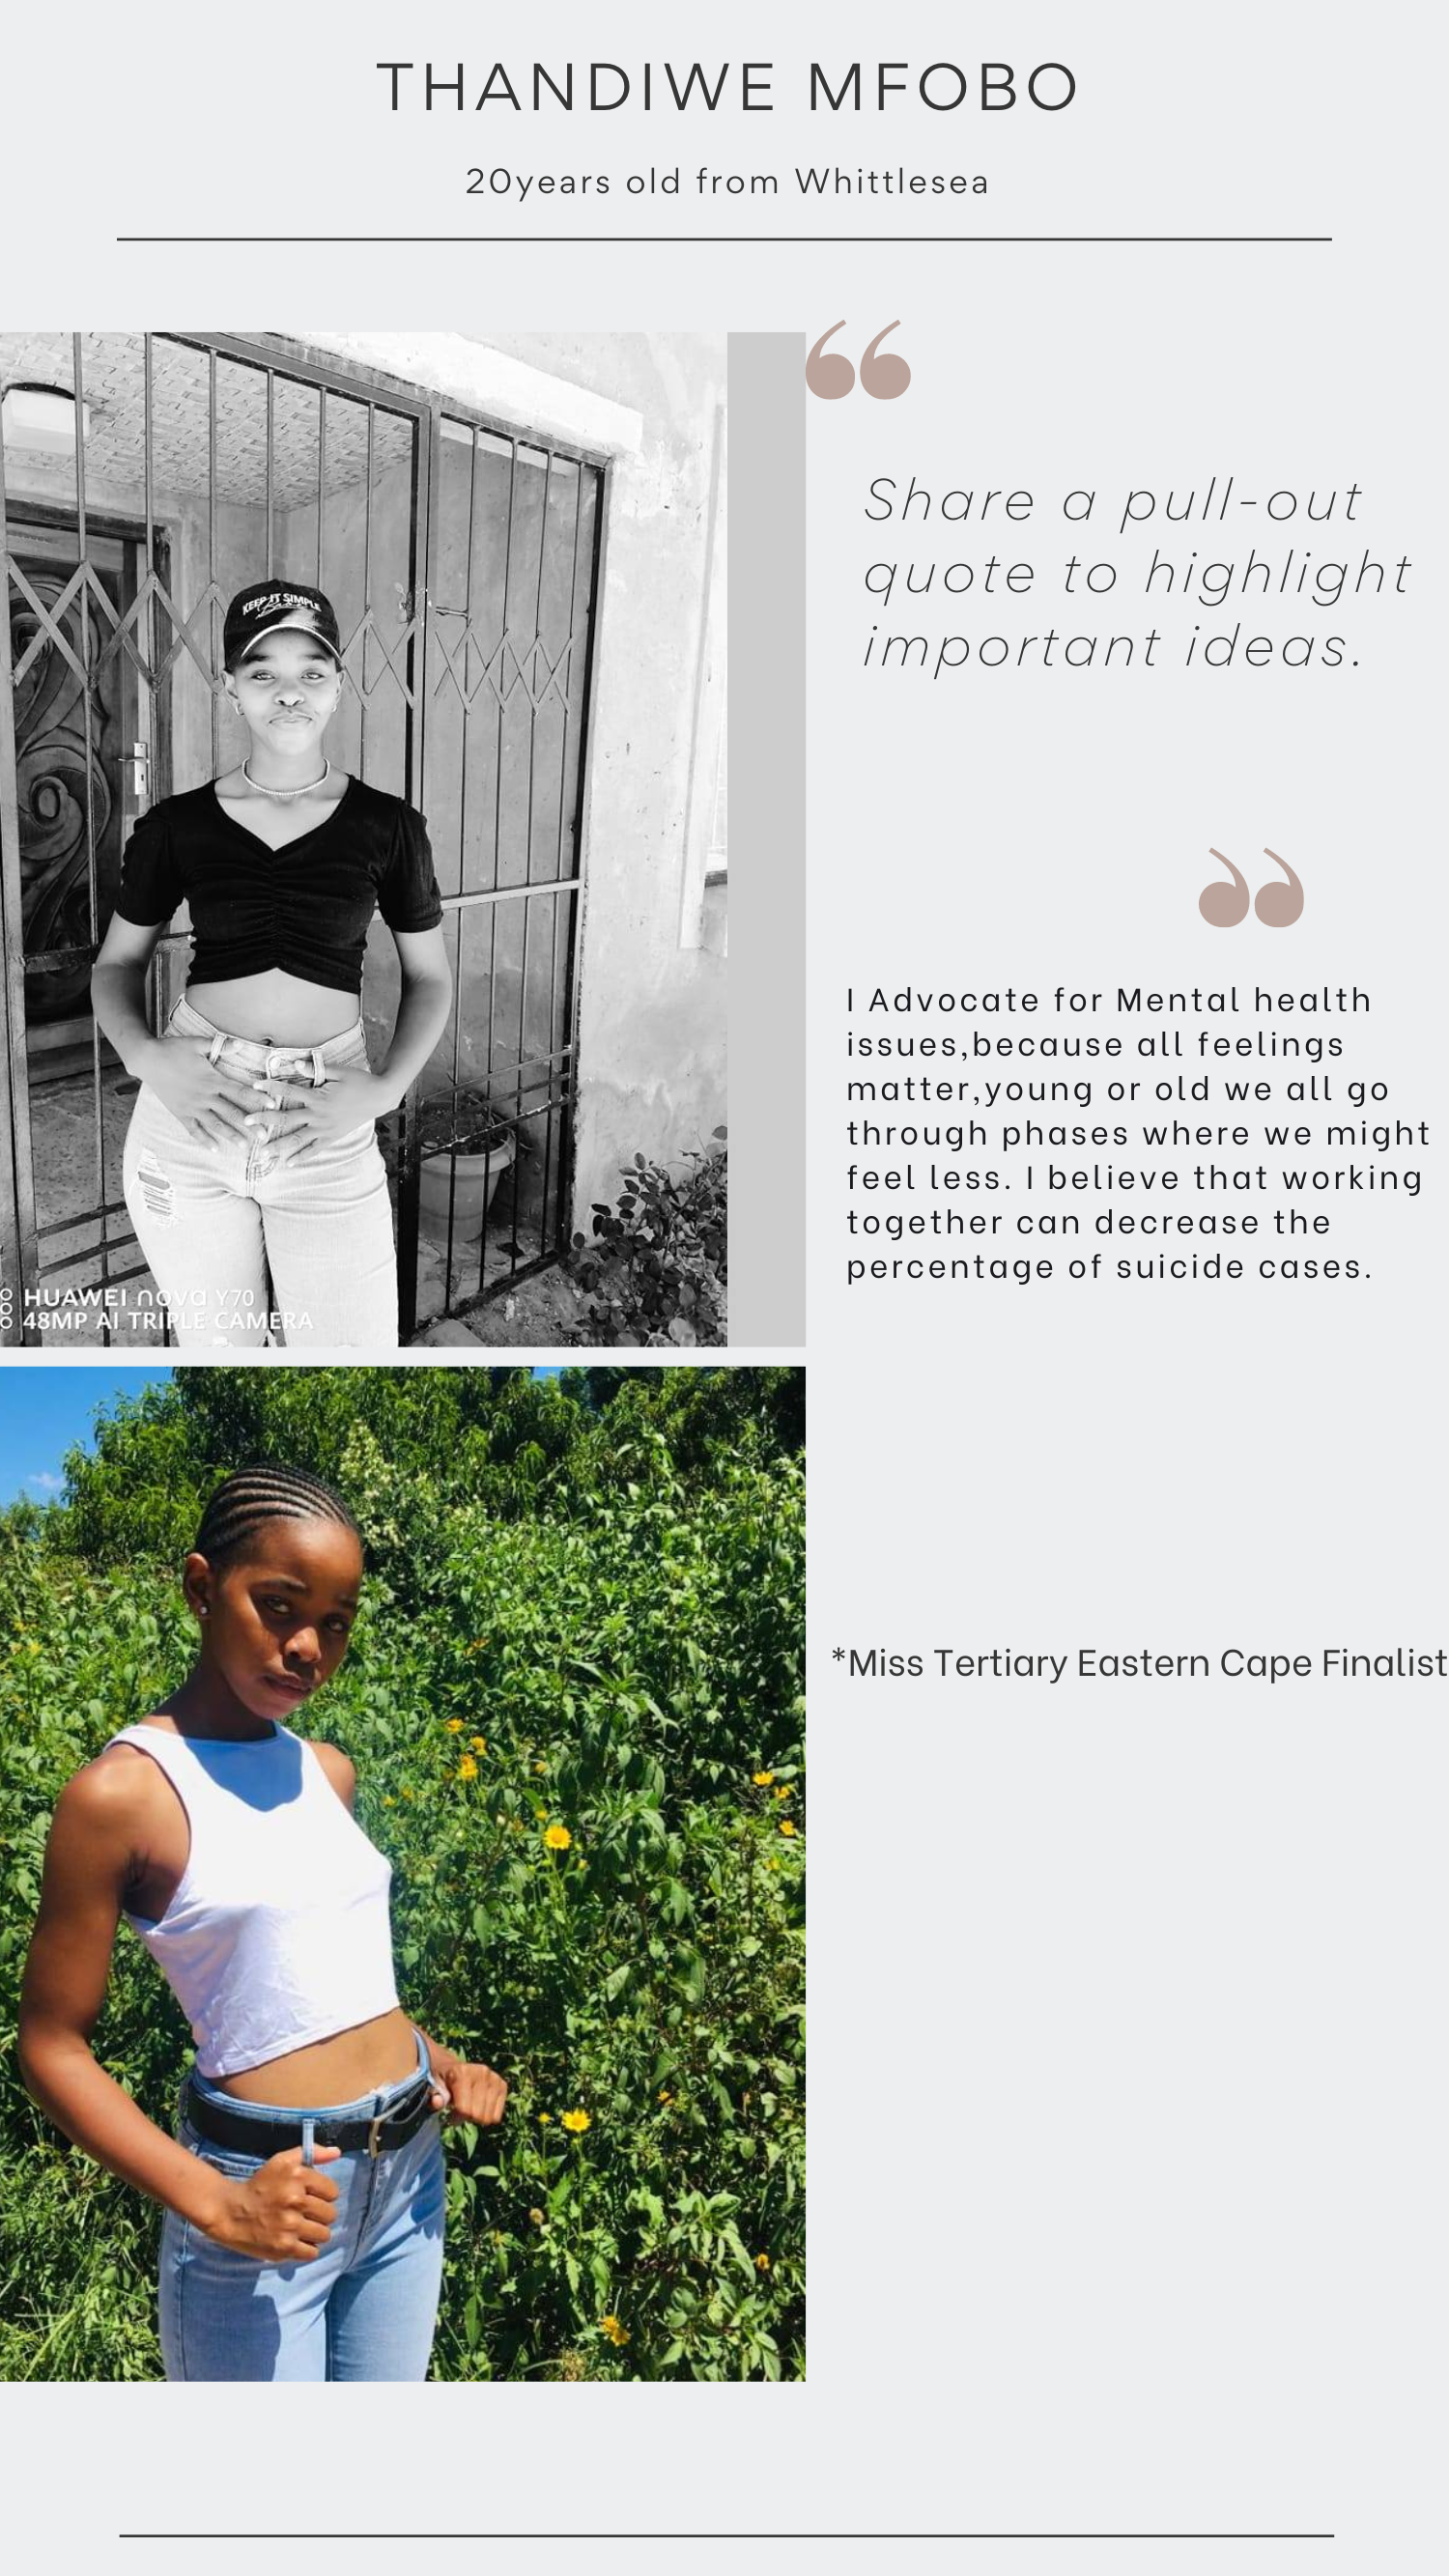 THANDIWE MFOBO
20years old from Whittlesea
KEEP IT SIMPLE
HUAWEI nova Y70
48MP AI TRIPLE CAMERA
“
Share a pull-out
quote to highlight
important ideas.
”
I Advocate for Mental health
issues,because all feelings
matter,young or old we all go
through phases where we might
feel less. I believe that working
together can decrease the
percentage of suicide cases.
*Miss Tertiary Eastern Cape Finalist